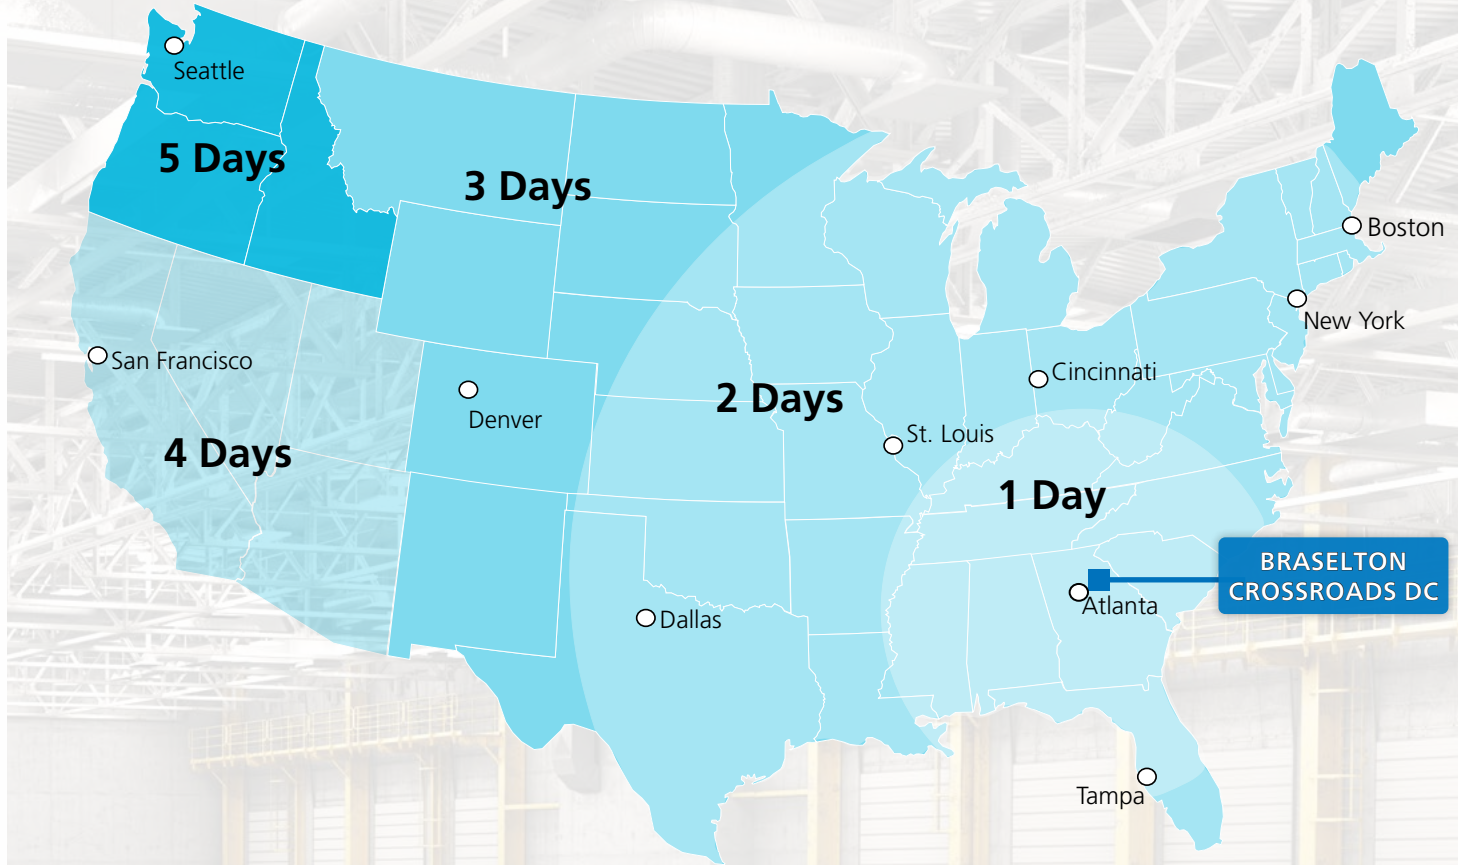 Seattle
5 Days
3 Days
Boston
New York
San Francisco
Cincinnati
Denver
2 Days
St. Louis
4 Days
1 Day
BRASELTON
CROSSROADS DC
Atlanta
Dallas
Tampa